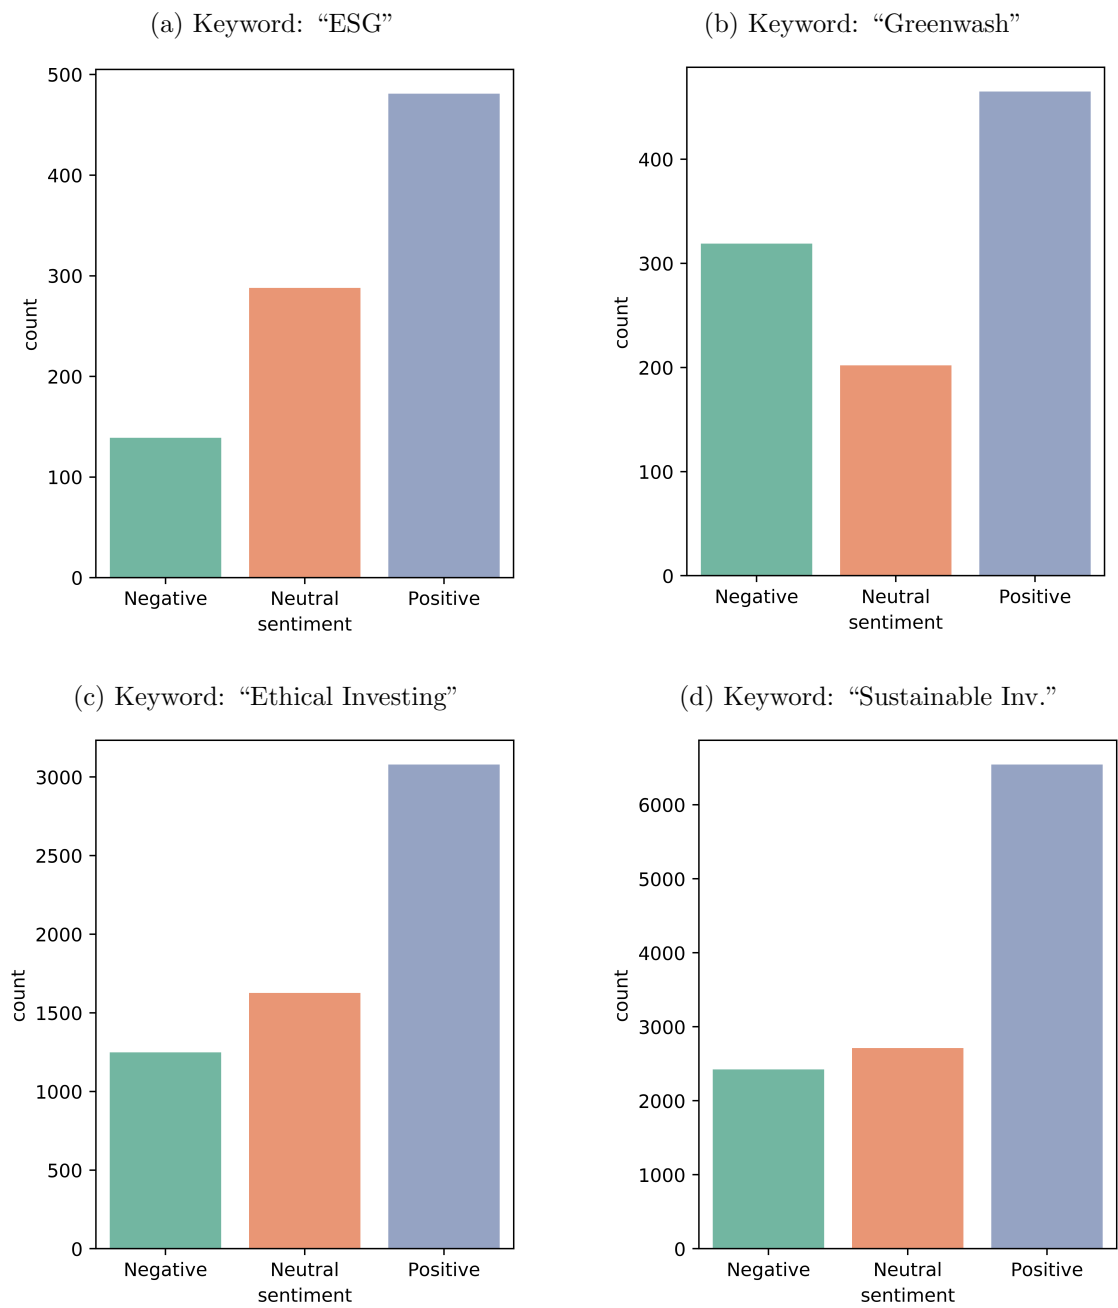 (a) Keyword: “ESG”
500
400
300
200
100
0
count
Negative Neutral Positive
sentiment
(b) Keyword: “Greenwash”
400
300
200
100
0
count
Negative Neutral Positive
sentiment
(c) Keyword: “Ethical Investing”
3000
2500
2000
1500
1000
500
0
count
Negative Neutral Positive
sentiment
(d) Keyword: “Sustainable Inv.”
6000
5000
4000
3000
2000
1000
0
count
Negative Neutral Positive
sentiment